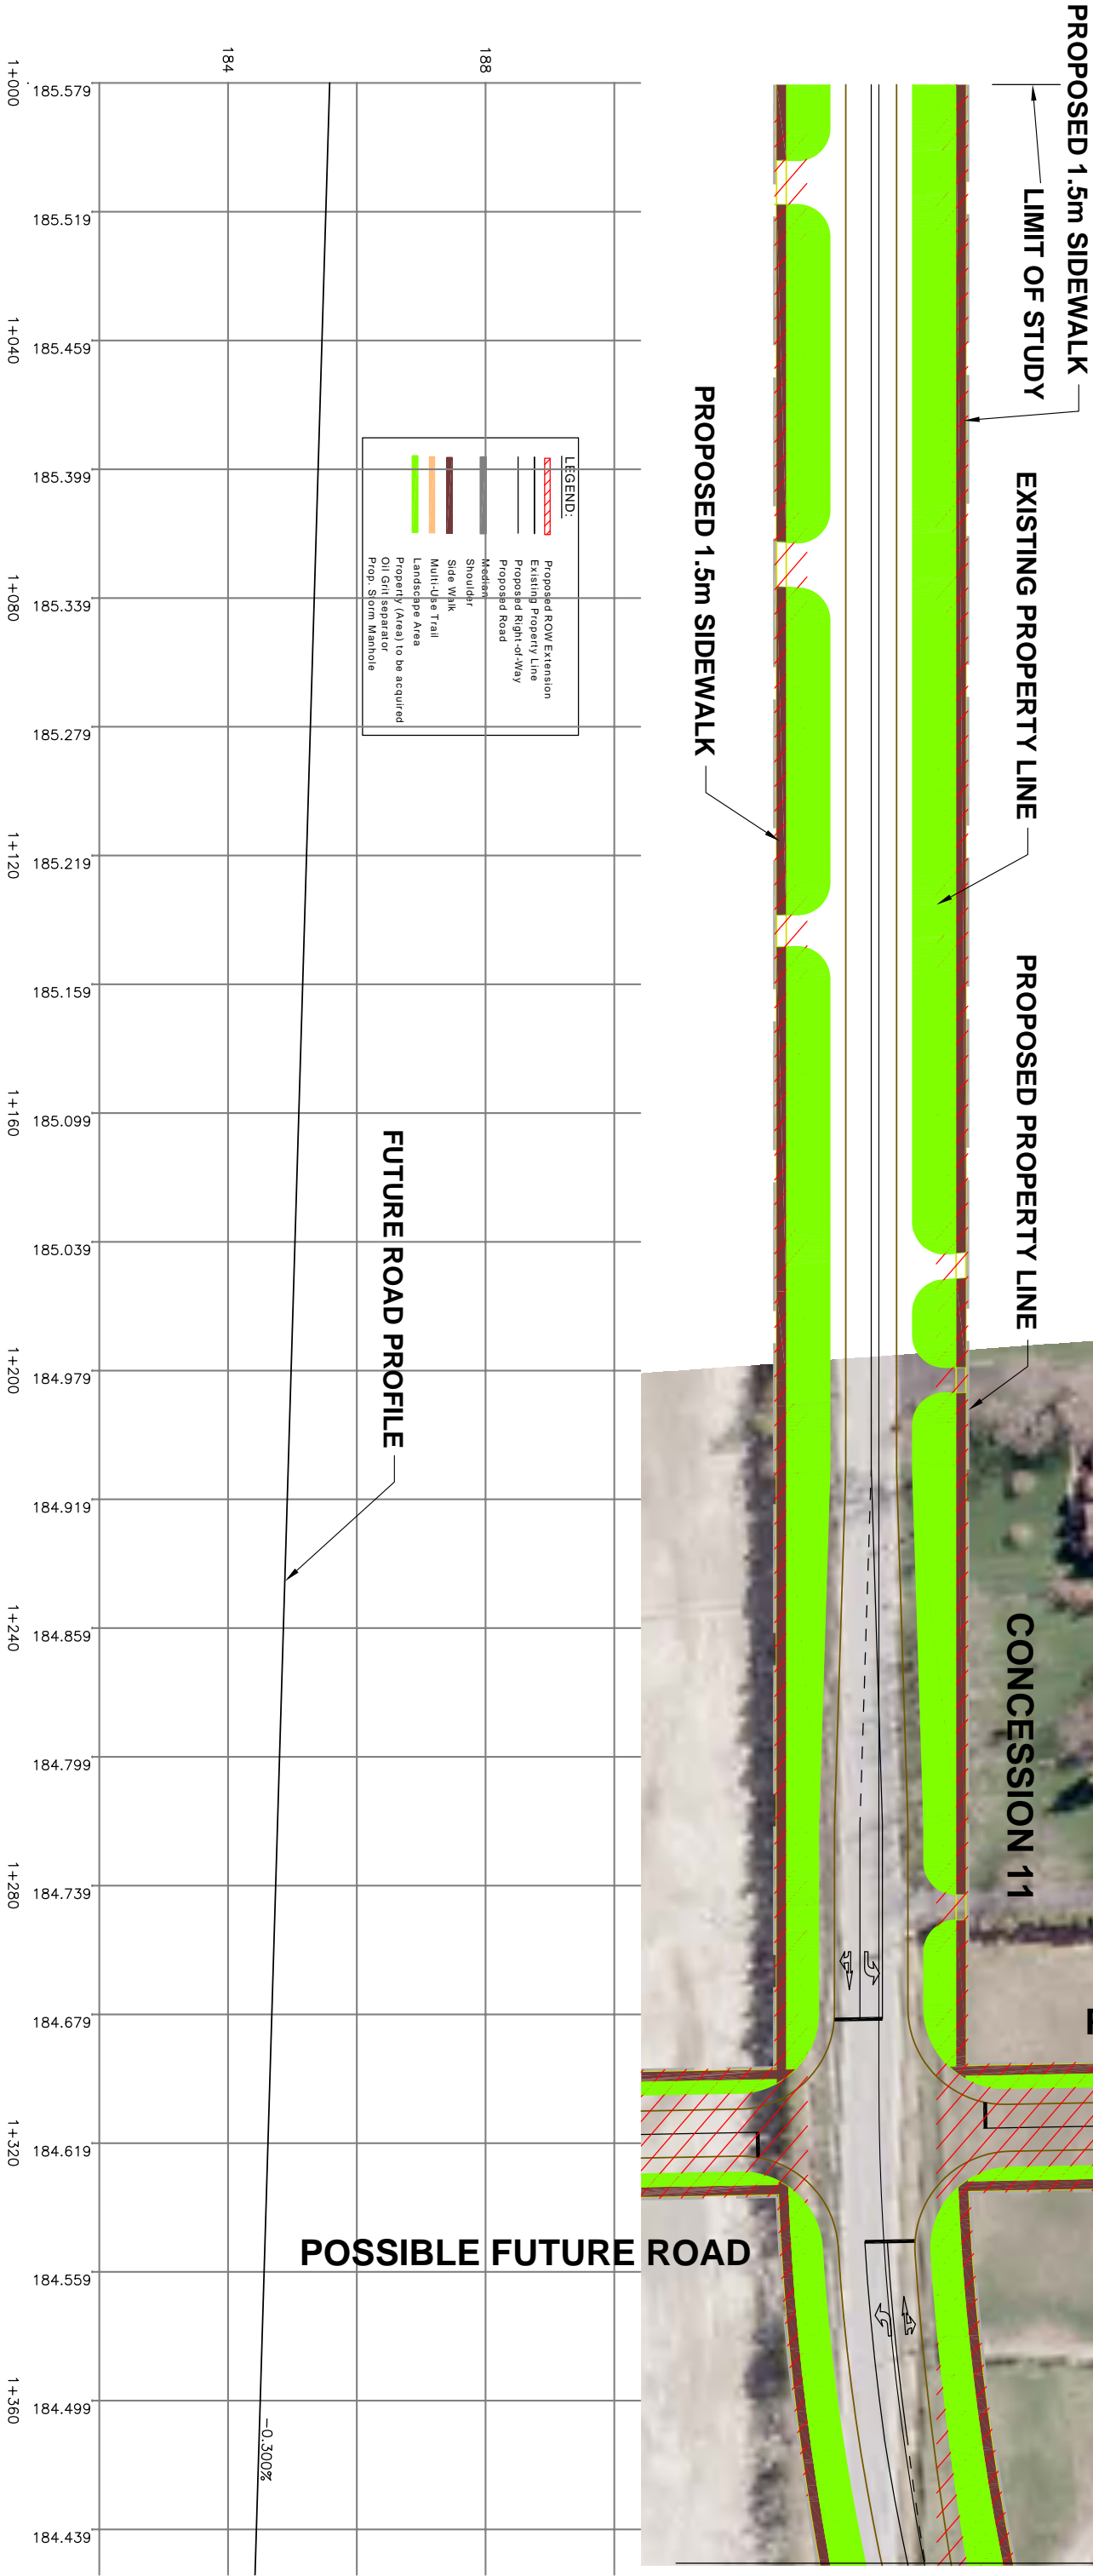 PROPOSED 1.5m SIDEWALK
LIMIT OF STUDY
EXISTING PROPERTY LINE
PROPOSED PROPERTY LINE
CONCESSION 11
PROPOSED 1.5m SIDEWALK
POSSIBLE FUTURE ROAD
LEGEND:
Proposed ROW Extension
Existing Property Line
Proposed Right-of-Way
Proposed Road
Median
Shoulder
Side Walk
Multi-Use Trail
Landscape Area
Property (Area) to be acquired
Oil Grit separator
Prop. Storm Manhole
FUTURE ROAD PROFILE
-0.300%
188
184
185.579
185.519
185.459
185.399
185.339
185.279
185.219
185.159
185.099
185.039
184.979
184.919
184.859
184.799
184.739
184.679
184.619
184.559
184.499
184.439
1+000
1+040
1+080
1+120
1+160
1+200
1+240
1+280
1+320
1+360